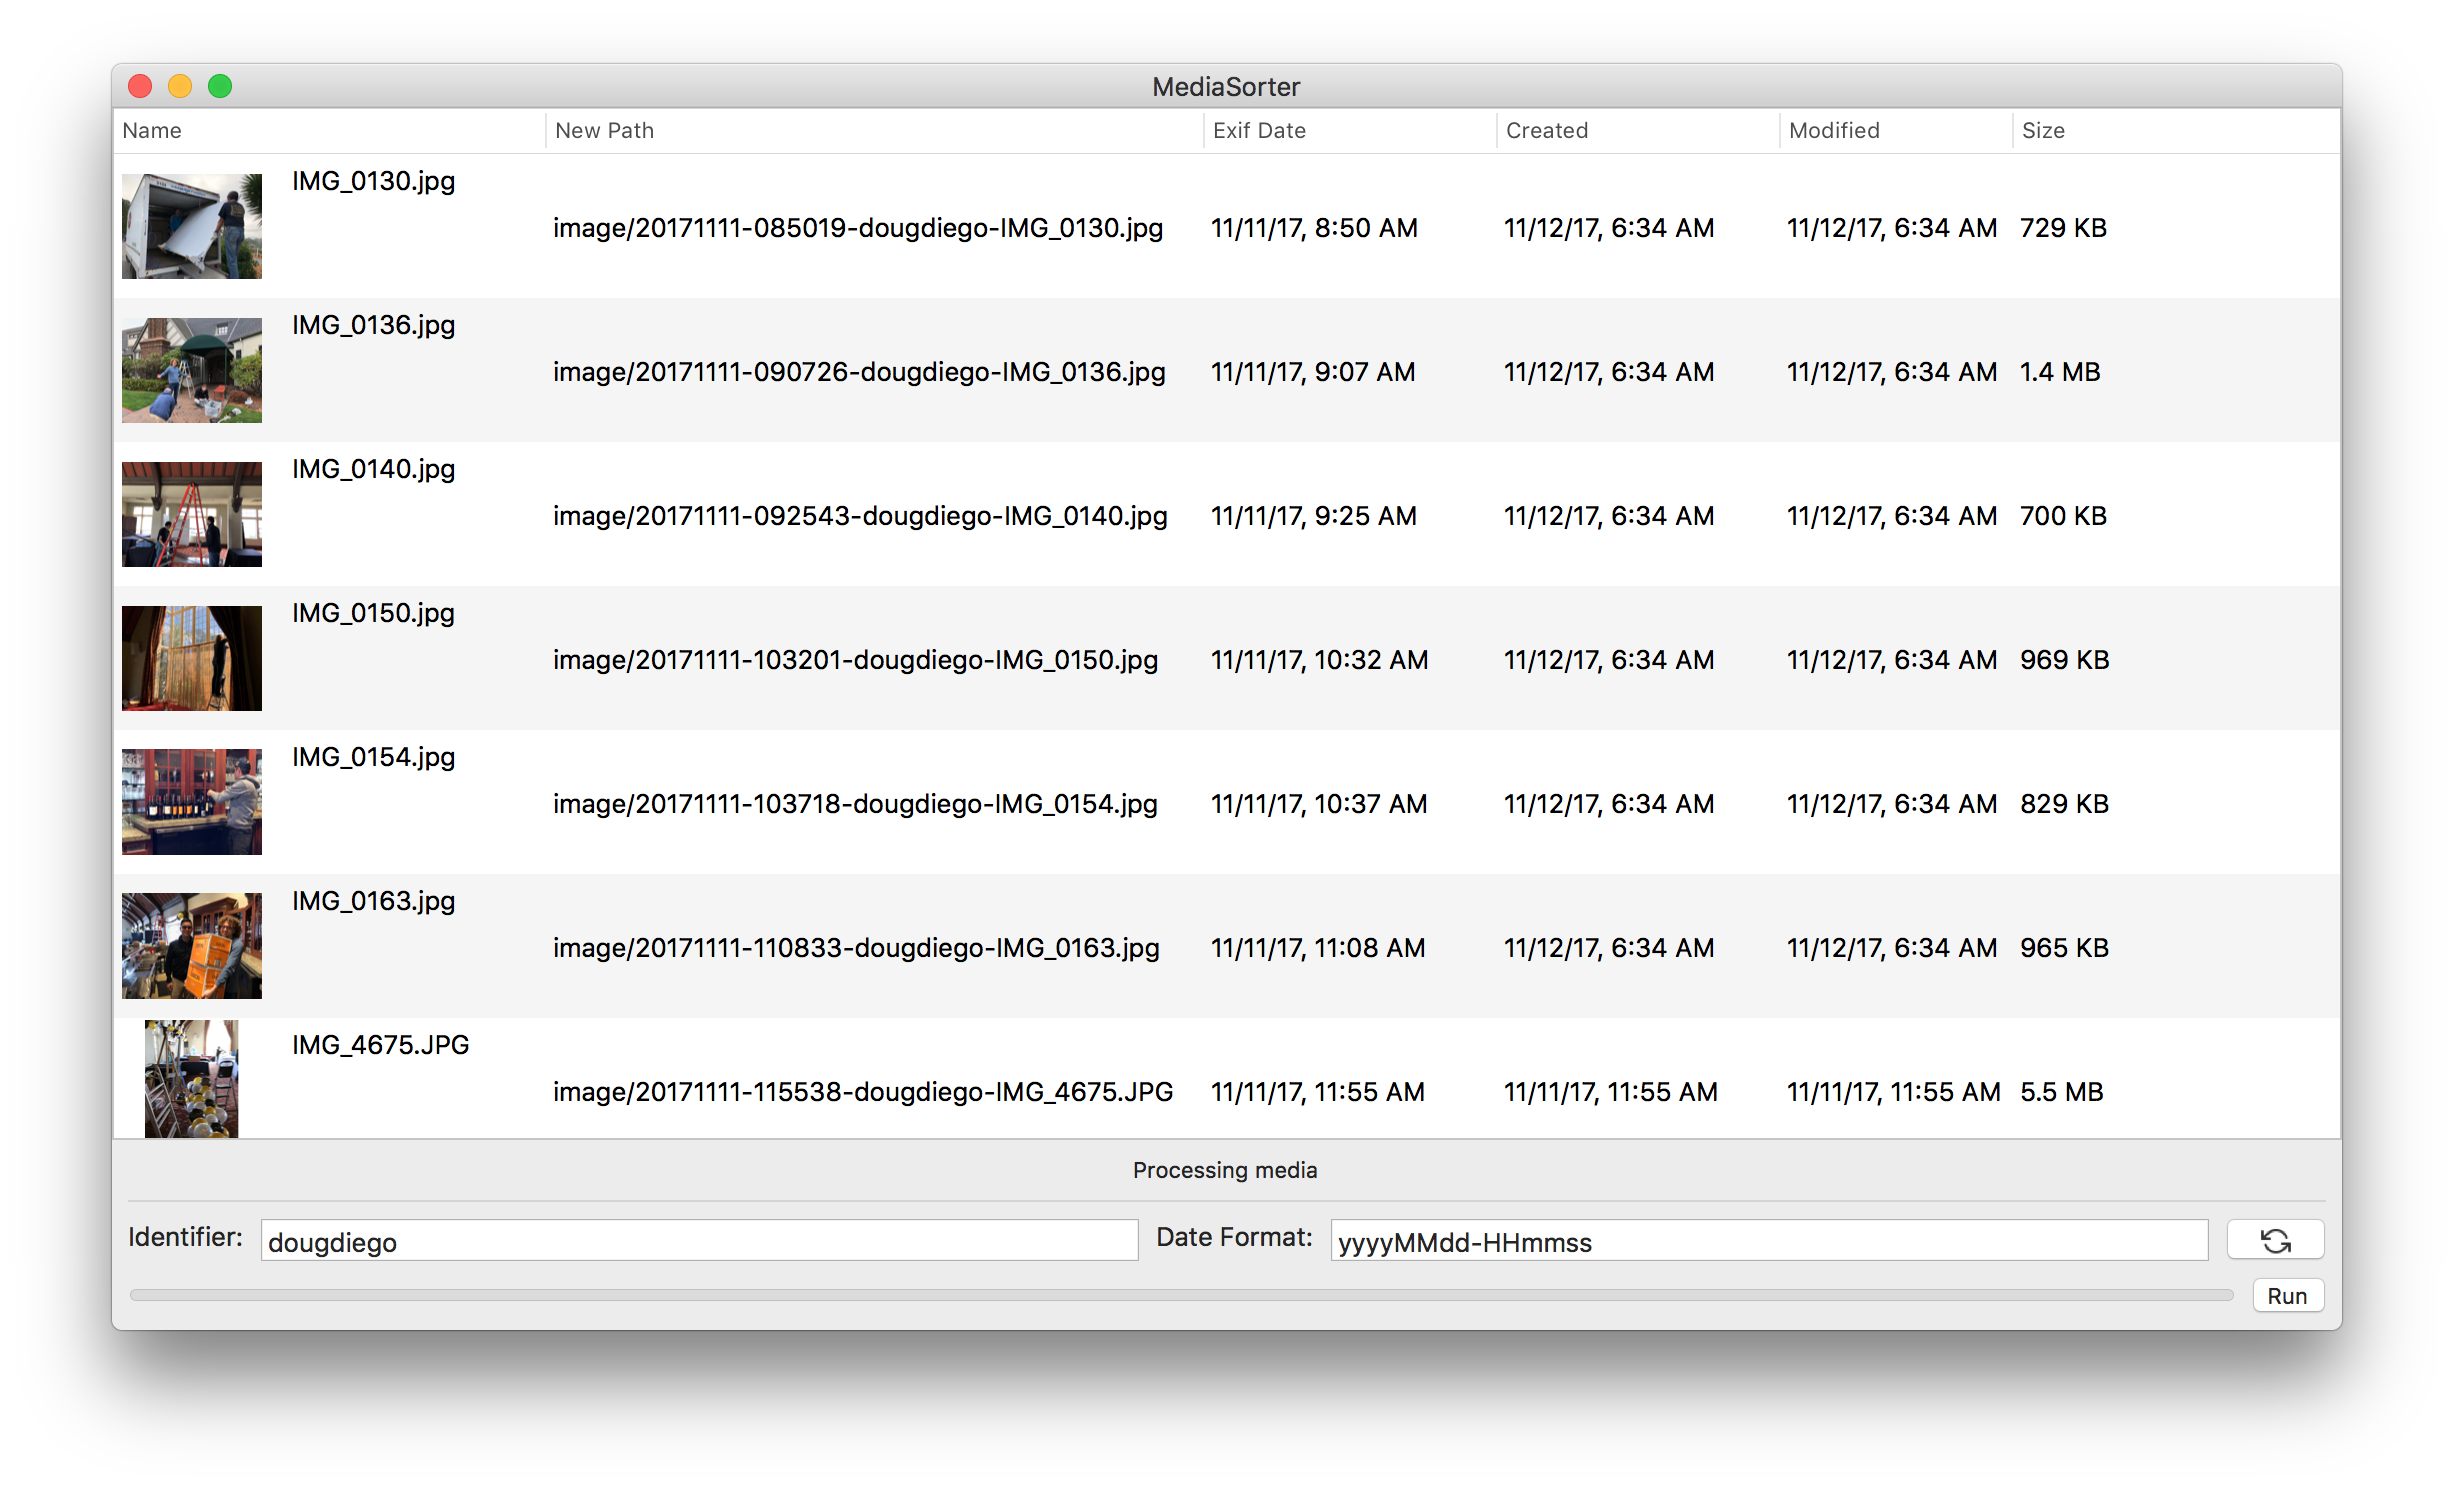 MediaSorter
Name New Path Exif Date Created Modified Size
IMG_0130.jpg
image/20171111-085019-dougdiego-IMG_0130.jpg 11/11/17, 8:50 AM 11/12/17, 6:34 AM 11/12/17, 6:34 AM 729 KB
IMG_0136.jpg
image/20171111-090726-dougdiego-IMG_0136.jpg 11/11/17, 9:07 AM 11/12/17, 6:34 AM 11/12/17, 6:34 AM 1.4 MB
IMG_0140.jpg
image/20171111-092543-dougdiego-IMG_0140.jpg 11/11/17, 9:25 AM 11/12/17, 6:34 AM 11/12/17, 6:34 AM 700 KB
IMG_0150.jpg
image/20171111-103201-dougdiego-IMG_0150.jpg 11/11/17, 10:32 AM 11/12/17, 6:34 AM 11/12/17, 6:34 AM 969 KB
IMG_0154.jpg
image/20171111-103718-dougdiego-IMG_0154.jpg 11/11/17, 10:37 AM 11/12/17, 6:34 AM 11/12/17, 6:34 AM 829 KB
IMG_0163.jpg
image/20171111-110833-dougdiego-IMG_0163.jpg 11/11/17, 11:08 AM 11/12/17, 6:34 AM 11/12/17, 6:34 AM 965 KB
IMG_4675.JPG
image/20171111-115538-dougdiego-IMG_4675.JPG 11/11/17, 11:55 AM 11/11/17, 11:55 AM 11/11/17, 11:55 AM 5.5 MB
Processing media
Identifier: dougdiego Date Format: yyyyMMdd-HHmmss
Run